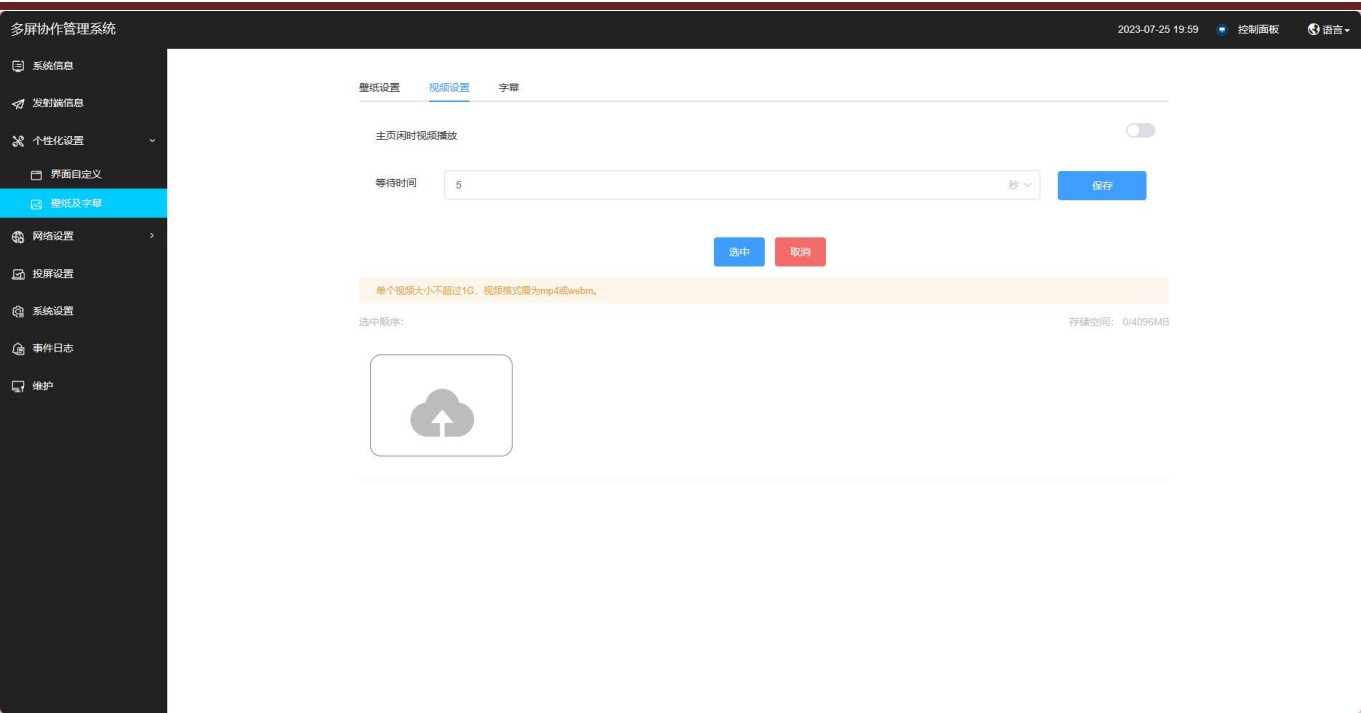 多屏协作管理系统
2023-07-25 19:59 控制面板 语言
系统信息
发射端信息
个性化设置
界面自定义
壁纸及字幕
网络设置
投屏设置
系统设置
事件日志
维护
壁纸设置 视频设置 字幕
主页闲时视频播放
等待时间 5 秒 保存
选中 取消
单个视频大小不超过1G，视频格式需为mp4或webm。
选中顺序: 存储空间: 0/4096MB